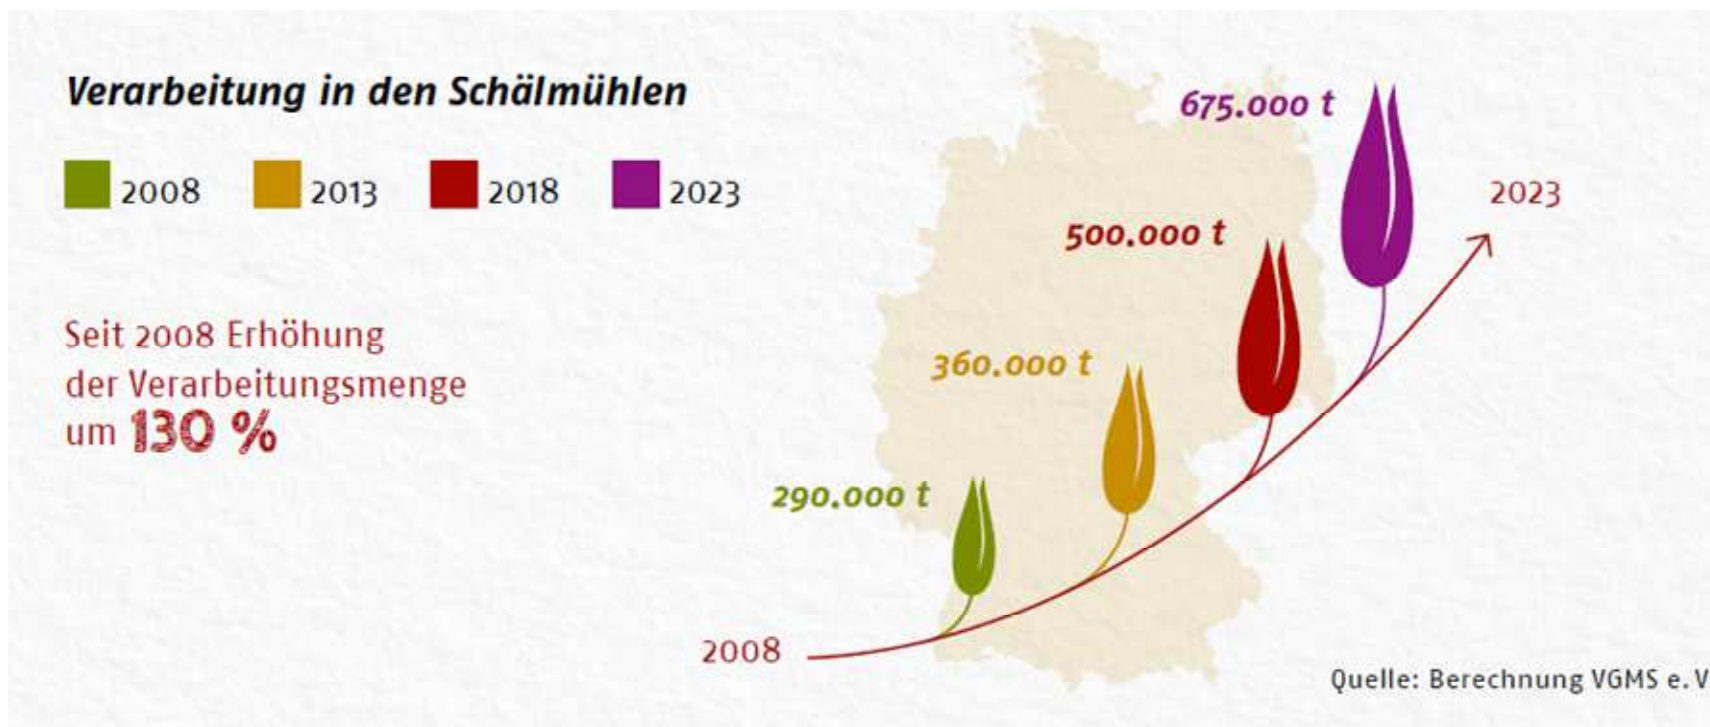 Verarbeitung in den Schälmühlen
2008 2013 2018 2023
Seit 2008 Erhöhung
der Verarbeitungsmenge
um 130 %
675.000 t
2023
500.000 t
360.000 t
290.000 t
2008
Quelle: Berechnung VGMS e. V